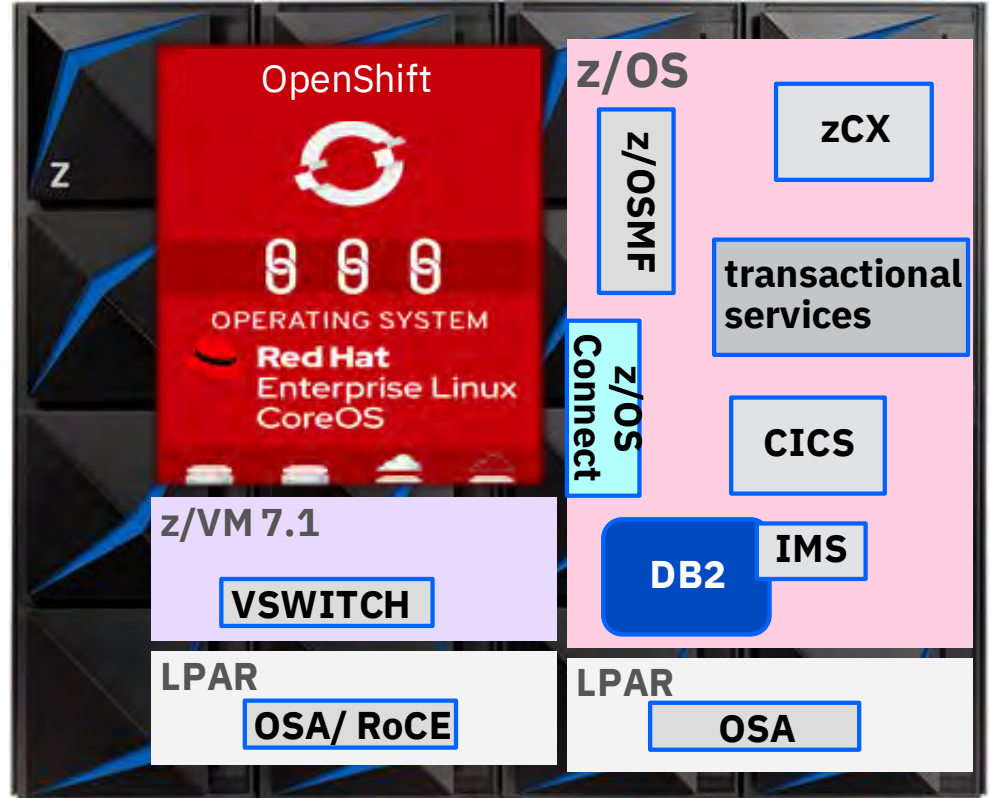 z
OpenShift
OPERATING SYSTEM
Red Hat
Enterprise Linux
CoreOS
z/VM 7.1
VSWITCH
LPAR
OSA/ RoCE
z/OS
zCX
z/OSMF
transactional
services
z/OS
Connect
CICS
IMS
DB2
LPAR
OSA